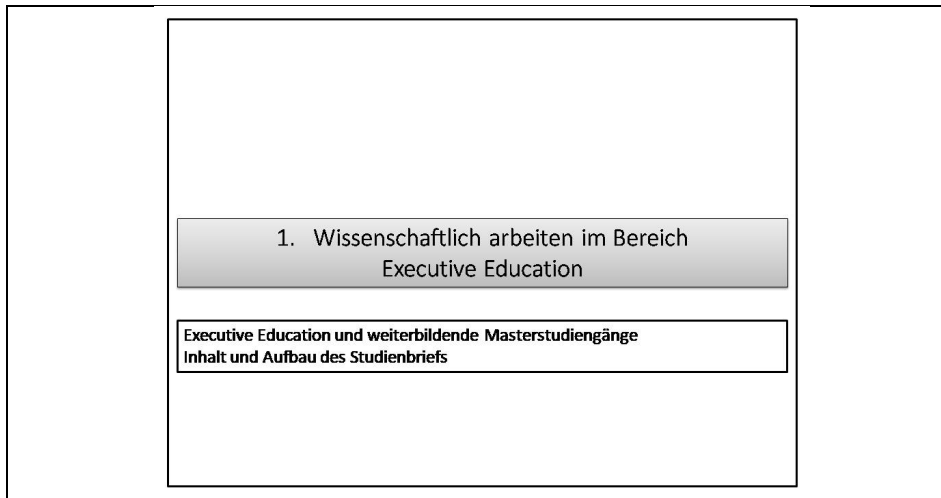 1. Wissenschaftlich arbeiten im Bereich
Executive Education
Executive Education und weiterbildende Masterstudiengänge
Inhalt und Aufbau des Studienbriefs